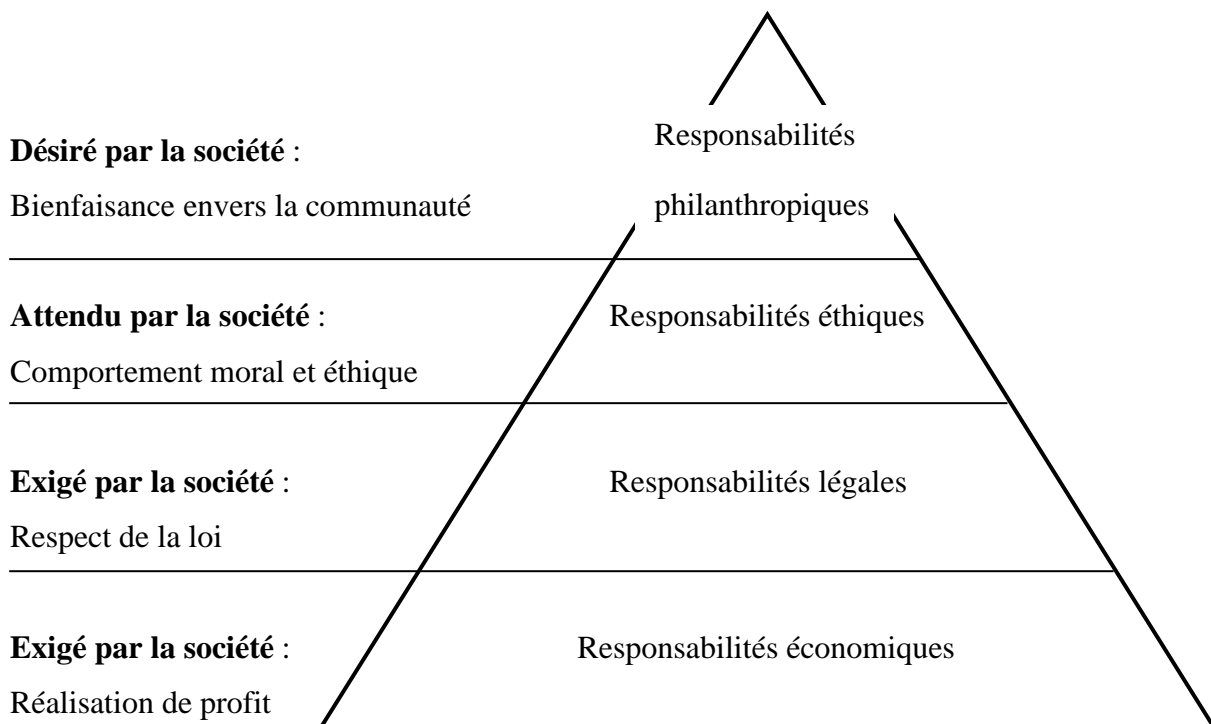 Désiré par la société :
Bienfaisance envers la communauté
Responsabilités
philanthropiques
Attendu par la société :
Comportement moral et éthique
Responsabilités éthiques
Exigé par la société :
Respect de la loi
Responsabilités légales
Exigé par la société :
Réalisation de profit
Responsabilités économiques